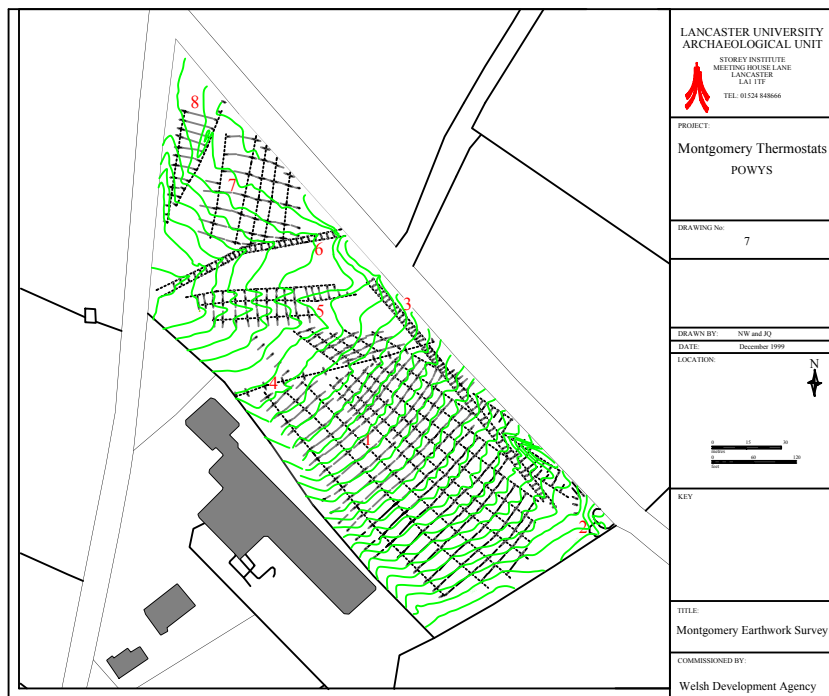 8
7
6
5
3
4
1
2
LANCASTER UNIVERSITY
ARCHAEOLOGICAL UNIT
STOREY INSTITUTE
MEETING HOUSE LANE
LANCASTER
LA1 1TF
TEL: 01524 848666
PROJECT:
Montgomery Thermostats
POWYS
DRAWING No:
7
DRAWN BY: NW and JQ
DATE: December 1999
LOCATION:
N
0 15 30
metres
0 60 120
feet
KEY
TITLE:
Montgomery Earthwork Survey
COMMISSIONED BY:
Welsh Development Agency